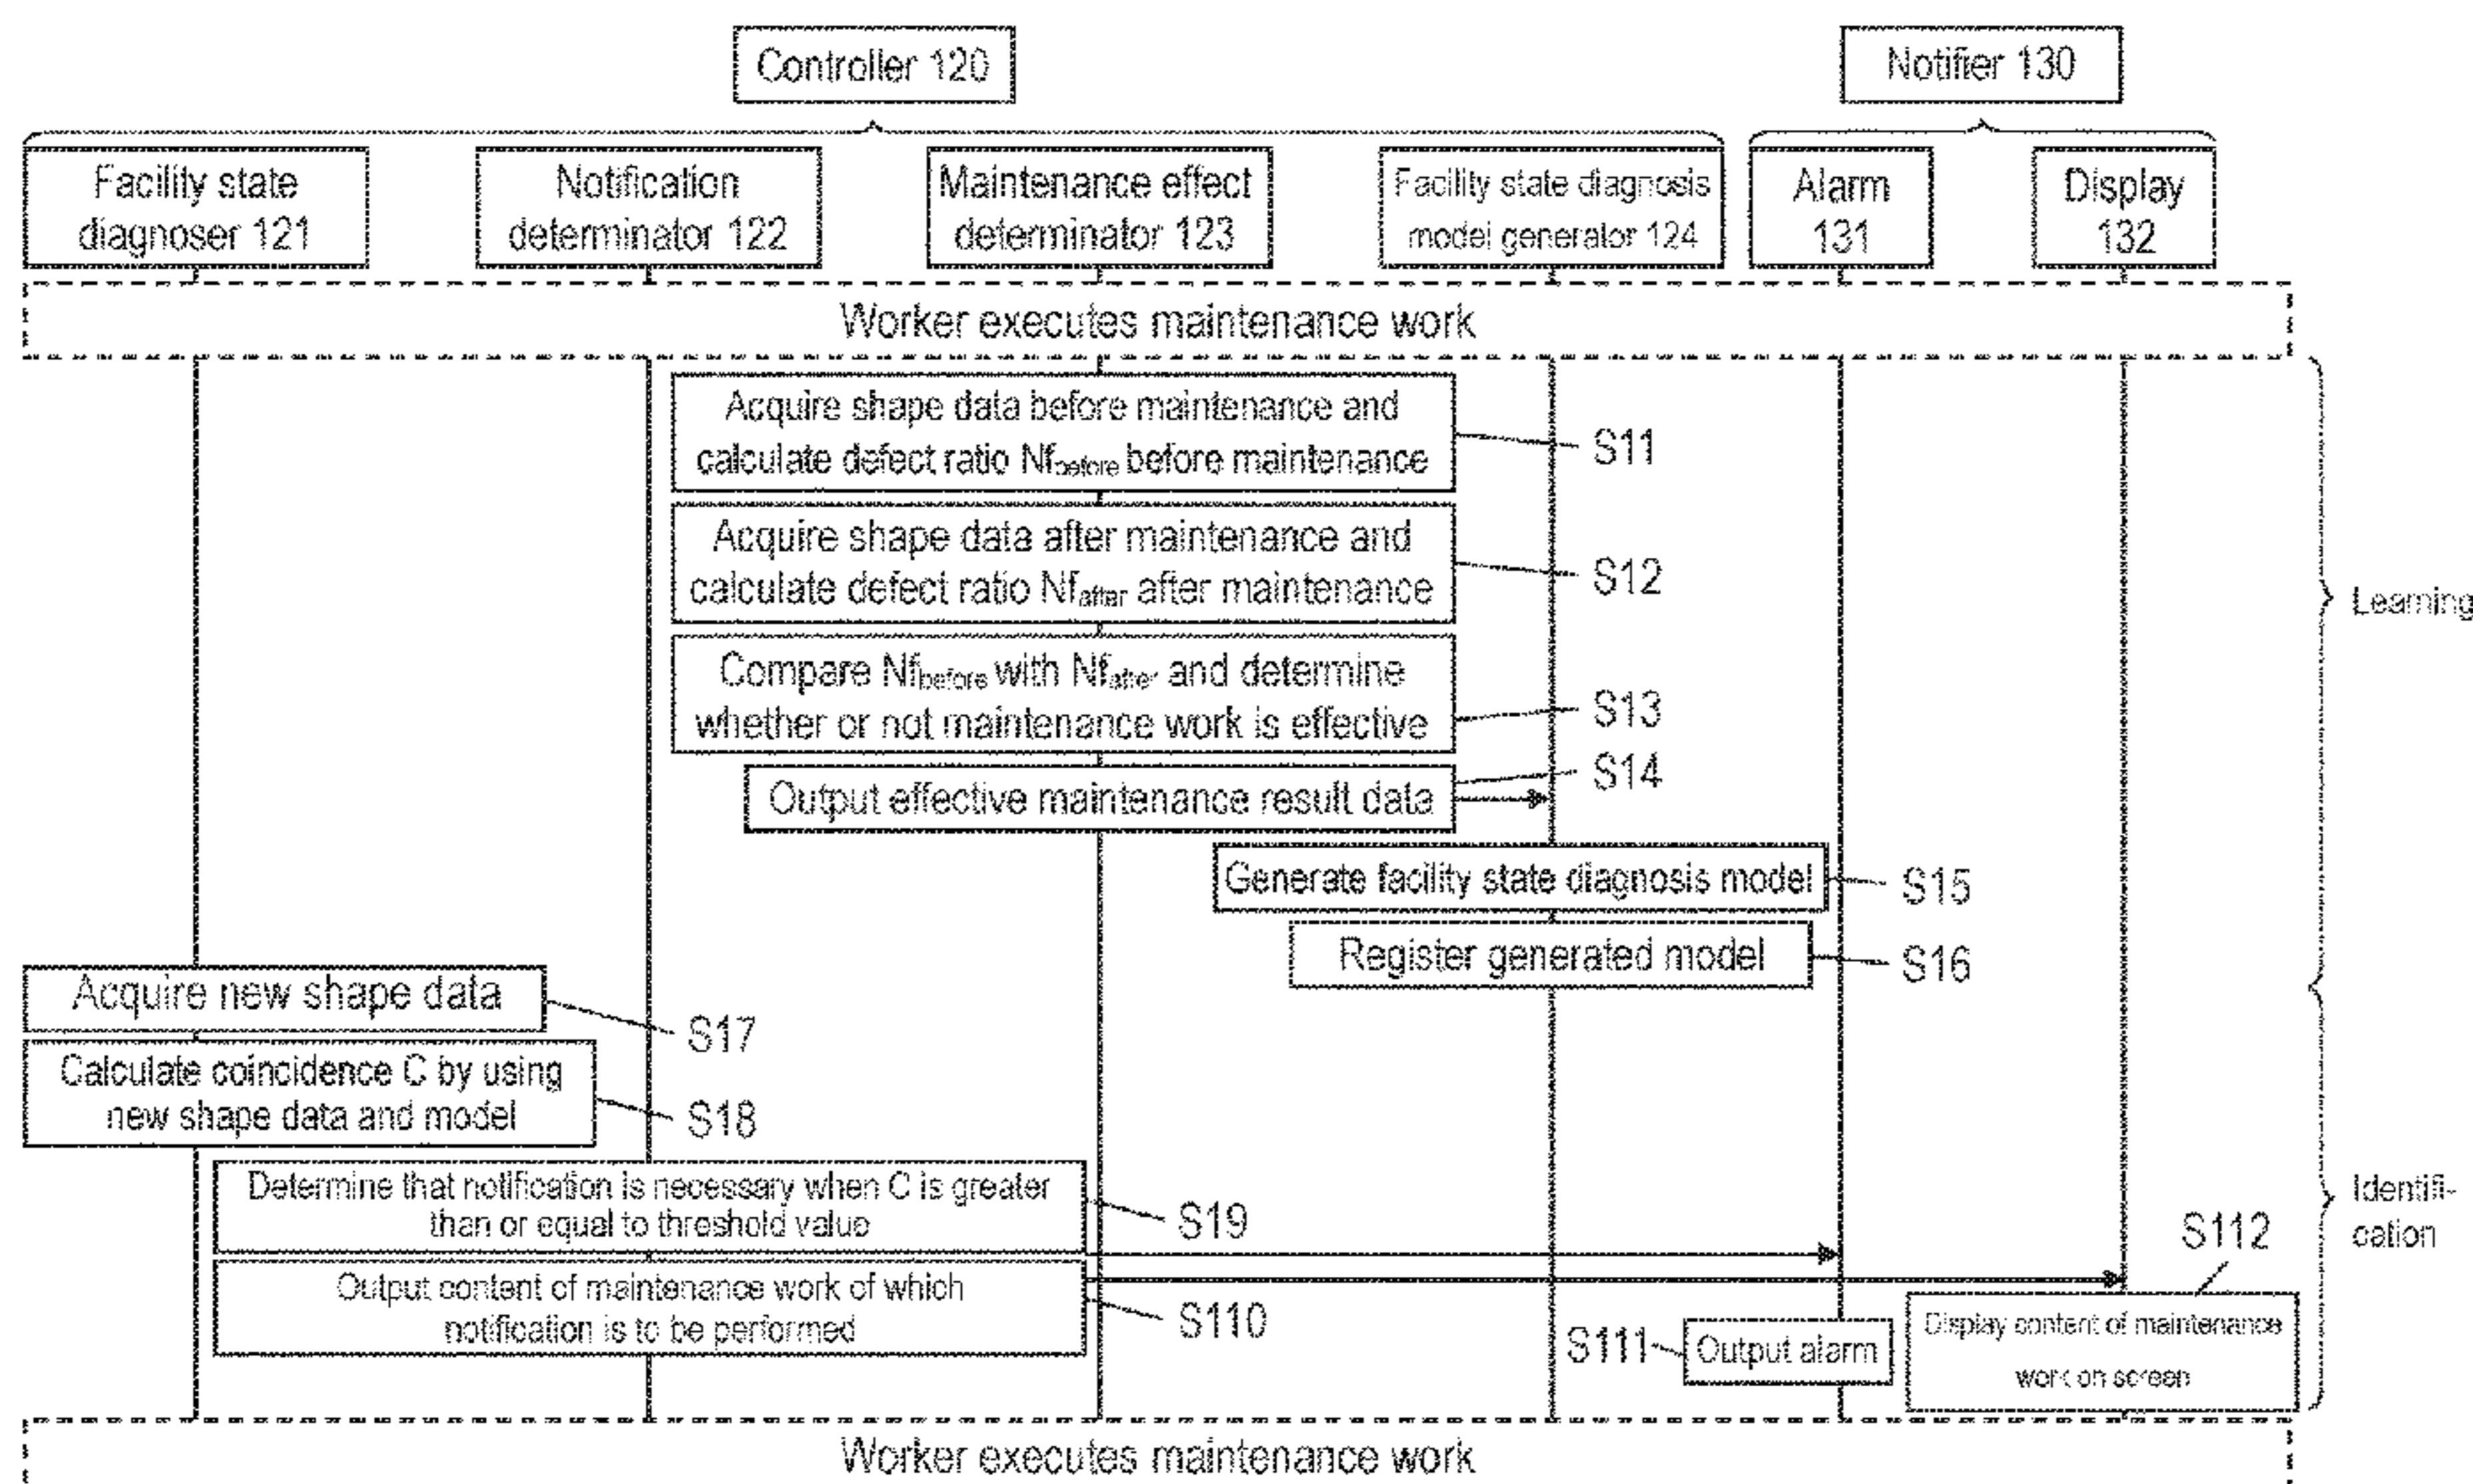 Controller 120
Notifier 130
Facility state
diagnoser 121
Notification
determinator 122
Maintenance effect
determinator 123
Facility state diagnosis
model generator 124
Alarm
131
Display
132
Worker executes maintenance work
Acquire shape data before maintenance and
calculate defect ratio Nfbefore before maintenance
S11
Acquire shape data after maintenance and
calculate defect ratio Nfafter after maintenance
S12
Compare Nfbefore with Nfafter and determine
whether or not maintenance work is effective
S13
Output effective maintenance result data
S14
Learning
Generate facility state diagnosis model
S15
Register generated model
S16
Acquire new shape data
S17
Calculate coincidence C by using
new shape data and model
S18
Determine that notification is necessary when C is greater
than or equal to threshold value
S19
Output content of maintenance work of which
notification is to be performed
S110
S111
Output alarm
S112
Display content of maintenance
work on screen
Identifi-
cation
Worker executes maintenance work